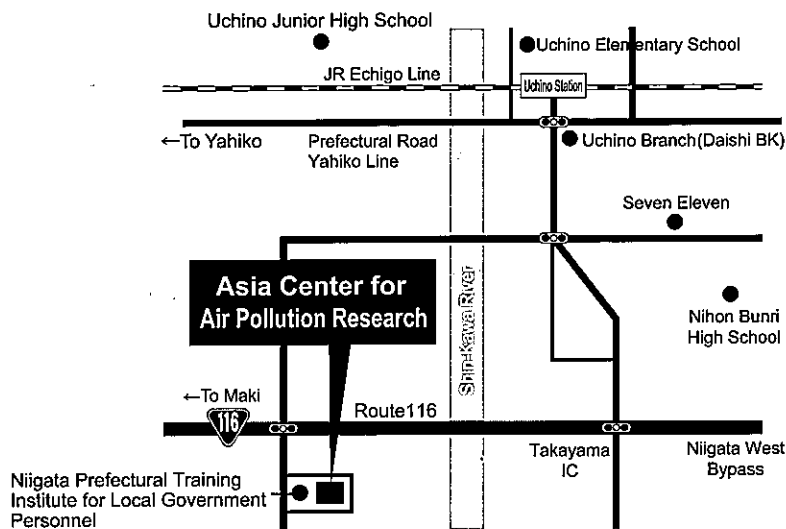 Uchino Junior High School
Uchino Elementary School
JR Echigo Line
Uchino Station
←To Yahiko
Prefectural Road
Yahiko Line
Uchino Branch(Daishi BK)
Seven Eleven
Asia Center for
Air Pollution Research
Shin-kawa River
Nihon Bunri
High School
←To Maki
116
Route116
Takayama
IC
Niigata West
Bypass
Niigata Prefectural Training
Institute for Local Government
Personnel